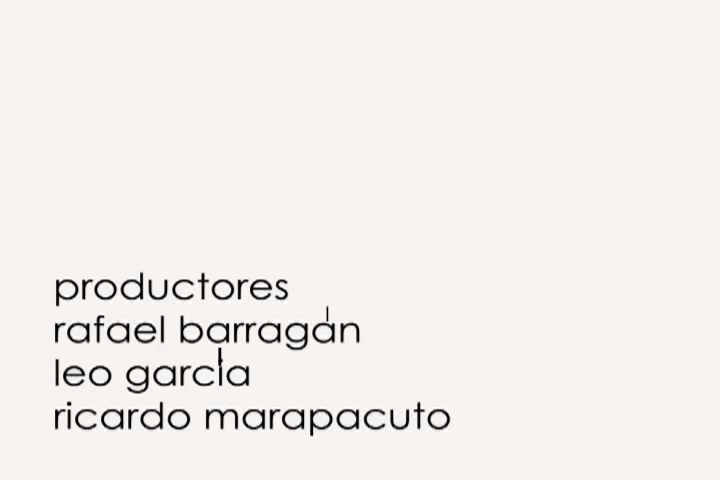 productores
rafael barragán
leo garcía
ricardo marapacuto